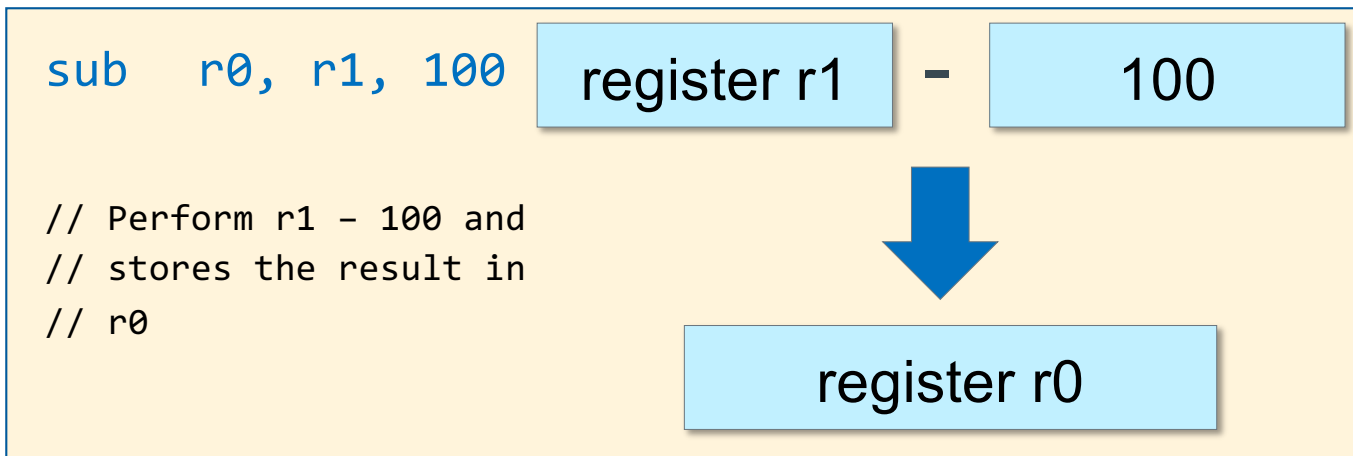 sub r0, r1, 100
register r1 - 100
// Perform r1 – 100 and
// stores the result in
// r0
register r0